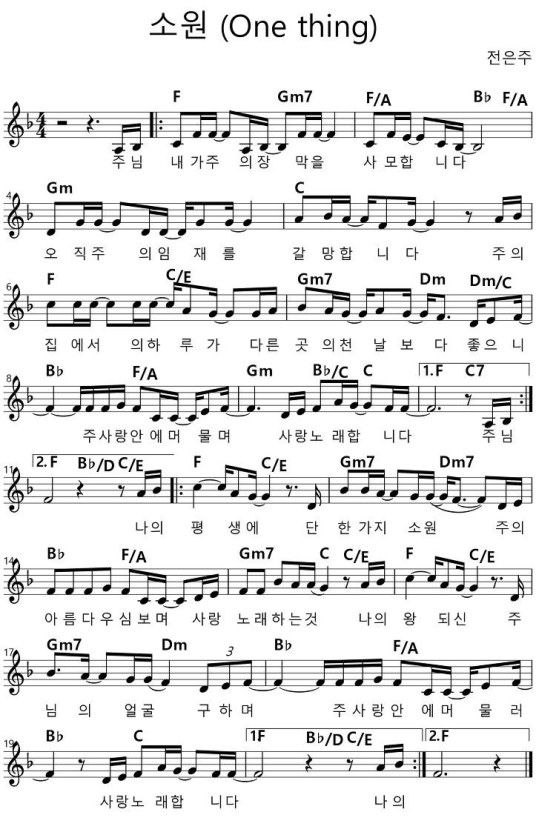 소원 (One thing)
전은주
F Gm7 F/A B♭ F/A
주님 내 가주 의장 막을 사 모합 니다
4
Gm C
오 직주 의임 재를 갈 망합 니 다 주의
6
F C/E Gm7 Dm Dm/C
집 에서 의하 루가 다른 곳 의천 날보 다 좋으니
8
B♭ F/A Gm B♭/C C 1.F C7
주사랑안에머 물며 사랑노 래합 니다 주님
11
2.F B♭/D C/E F C/E Gm7 Dm7
나의 평 생에 단 한가지 소원 주의
14
B♭ F/A Gm7 C C/E F C/E
아름다우심보며 사랑 노래하는것 나의 왕 되신 주
17
Gm7 Dm 3 B♭ F/A
님 의 얼굴 구하며 주사랑안 에머 물러
19
B♭ C 1F B♭/D C/E 2.F
사랑노 래합 니다 나의